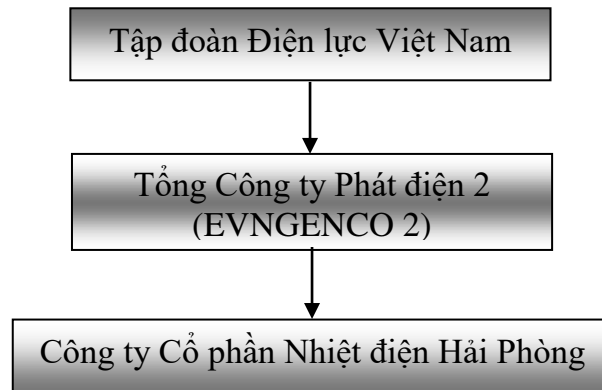 Tập đoàn Điện lực Việt Nam
Tổng Công ty Phát điện 2
(EVNGENCO 2)
Công ty Cổ phần Nhiệt điện Hải Phòng